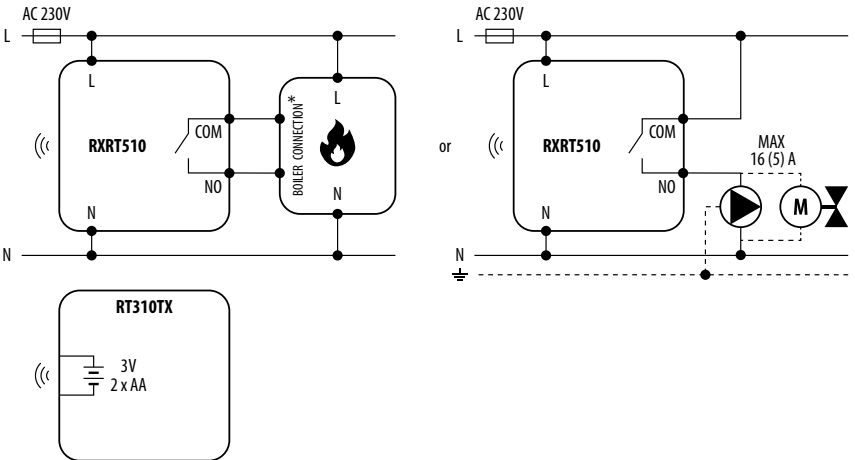 AC 230V
L
L
RXRT510
COM
NO
N
N
BOILER CONNECTION*
L
N
or
AC 230V
L
L
RXRT510
COM
NO
N
N
MAX
16 (5) A
M
RT310TX
3V
2 x AA